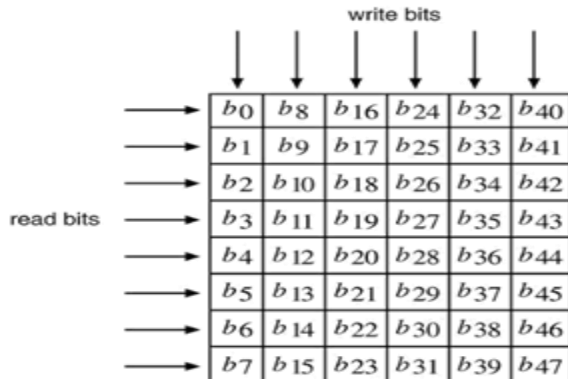 write bits
b0 b8 b16 b24 b32 b40
b1 b9 b17 b25 b33 b41
b2 b10 b18 b26 b34 b42
read bits b3 b11 b19 b27 b35 b43
b4 b12 b20 b28 b36 b44
b5 b13 b21 b29 b37 b45
b6 b14 b22 b30 b38 b46
b7 b15 b23 b31 b39 b47